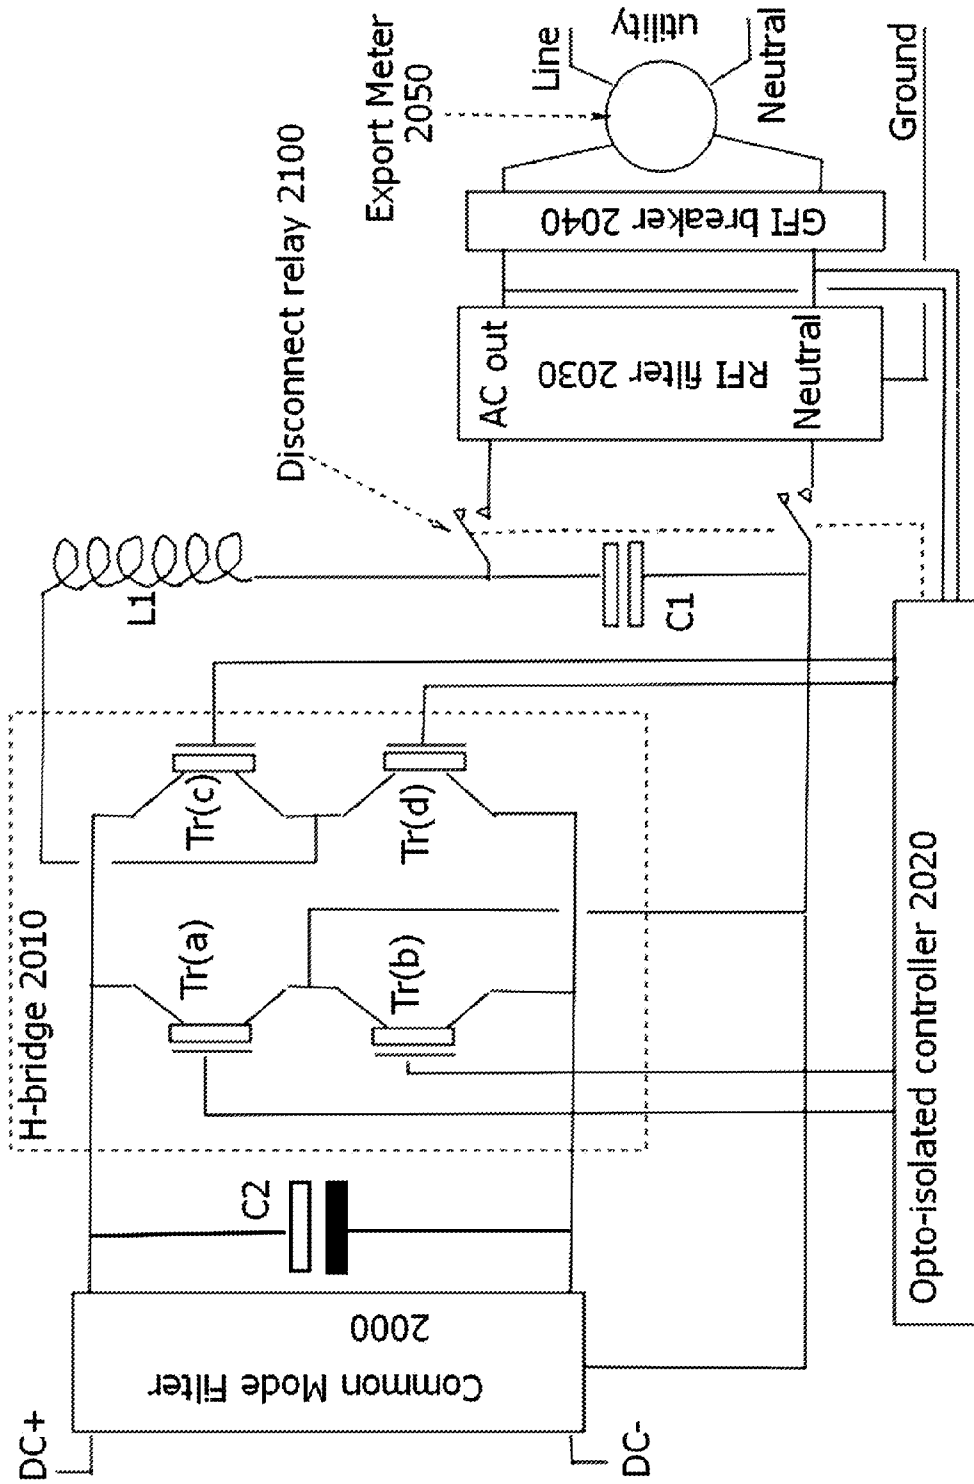 DC+
DC-
Common Mode Filter
2000
C2
H-bridge 2010
Tr(a)
Tr(b)
Tr(c)
Tr(d)
L1
C1
Opto-isolated controller 2020
Disconnect relay 2100
AC out
RFI filter 2030
Neutral
GFI breaker 2040
Export Meter
2050
Line
utility
Neutral
Ground